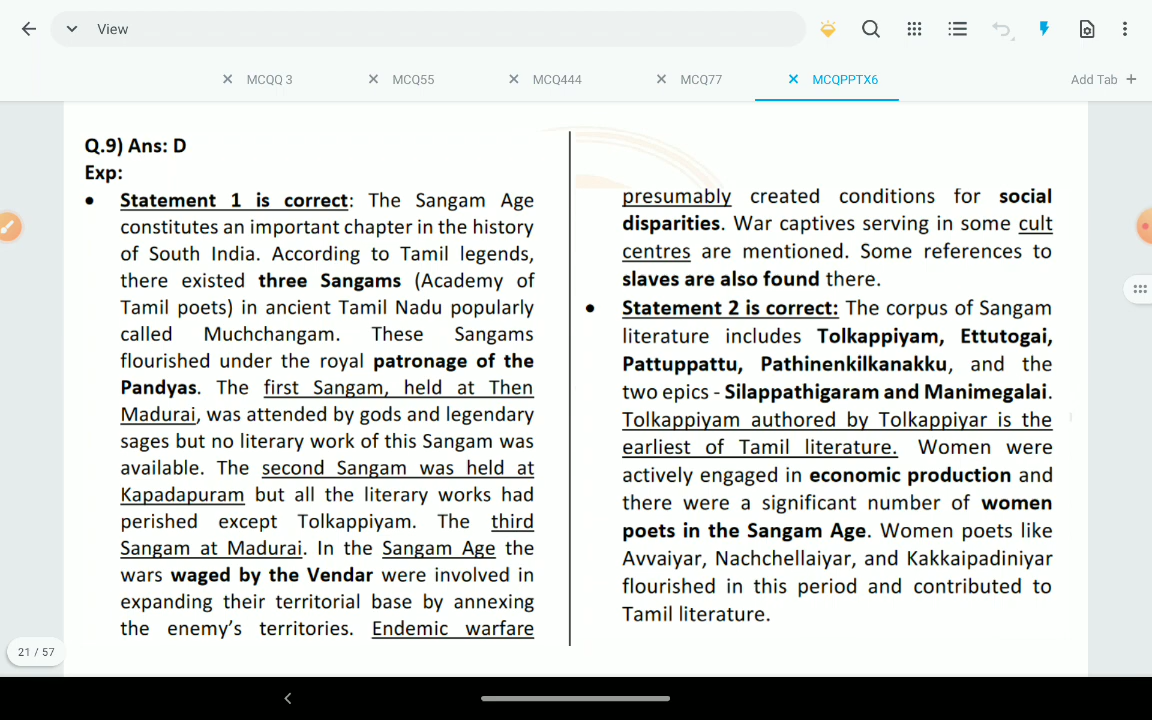 View
MCQQ 3
MCQ55
MCQ444
MCQ77
MCQPPTX6
Add Tab +
Q.9) Ans: D
Exp:
• Statement 1 is correct: The Sangam Age
constitutes an important chapter in the history
of South India. According to Tamil legends,
there existed three Sangams (Academy of
Tamil poets) in ancient Tamil Nadu popularly
called Muchchangam. These Sangams
flourished under the royal patronage of the
Pandyas. The first Sangam, held at Then
Madurai, was attended by gods and legendary
sages but no literary work of this Sangam was
available. The second Sangam was held at
Kapadapuram but all the literary works had
perished except Tolkappiyam. The third
Sangam at Madurai. In the Sangam Age the
wars waged by the Vendar were involved in
expanding their territorial base by annexing
the enemy's territories. Endemic warfare
presumably created conditions for social
disparities. War captives serving in some cult
centres are mentioned. Some references to
slaves are also found there.
• Statement 2 is correct: The corpus of Sangam
literature includes Tolkappiyam, Ettutogai,
Pattuppattu, Pathinenkilkanakku, and the
two epics - Silappathigaram and Manimegalai.
Tolkappiyam authored by Tolkappiyar is the
earliest of Tamil literature. Women were
actively engaged in economic production and
there were a significant number of women
poets in the Sangam Age. Women poets like
Avvaiyar, Nachchellaiyar, and Kakkaipadiniyar
flourished in this period and contributed to
Tamil literature.
21 / 57